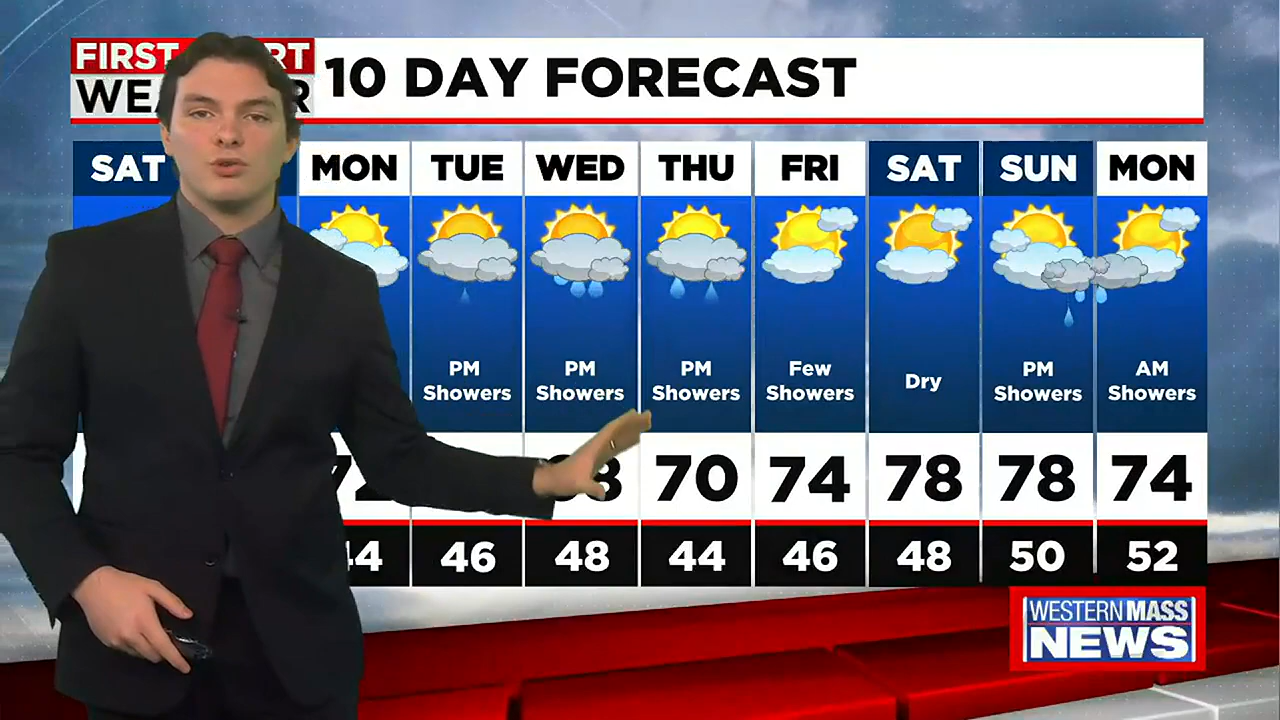 FIRST
10 DAY FORECAST
SAT MON TUE WED THU FRI SAT SUN MON
PM Showers
PM Showers
PM Showers
Few Showers
Dry
PM Showers
AM Showers
70 74 78 78 74
46 48 44 46 48 50 52
WESTERN MASS
NEWS